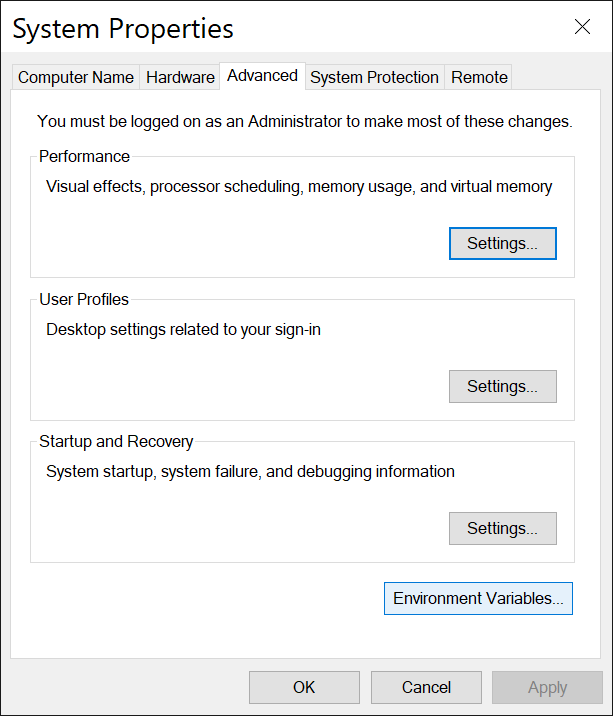 System Properties
Computer Name Hardware Advanced System Protection Remote
You must be logged on as an Administrator to make most of these changes.
Performance
Visual effects, processor scheduling, memory usage, and virtual memory
Settings...
User Profiles
Desktop settings related to your sign-in
Settings...
Startup and Recovery
System startup, system failure, and debugging information
Settings...
Environment Variables...
OK Cancel Apply